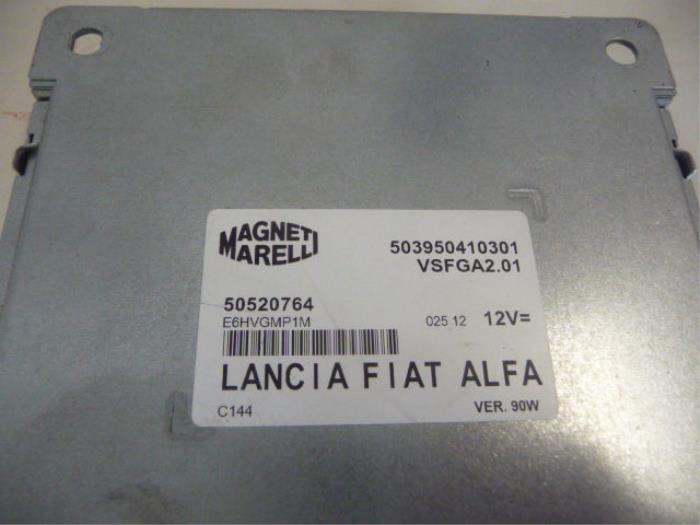 MAGNETI
MARELLI
503950410301
VSFGA2.01
50520764
E6HVGMP1M
025 12 12V=
LANCIA FIAT ALFA
C144
VER. 90W